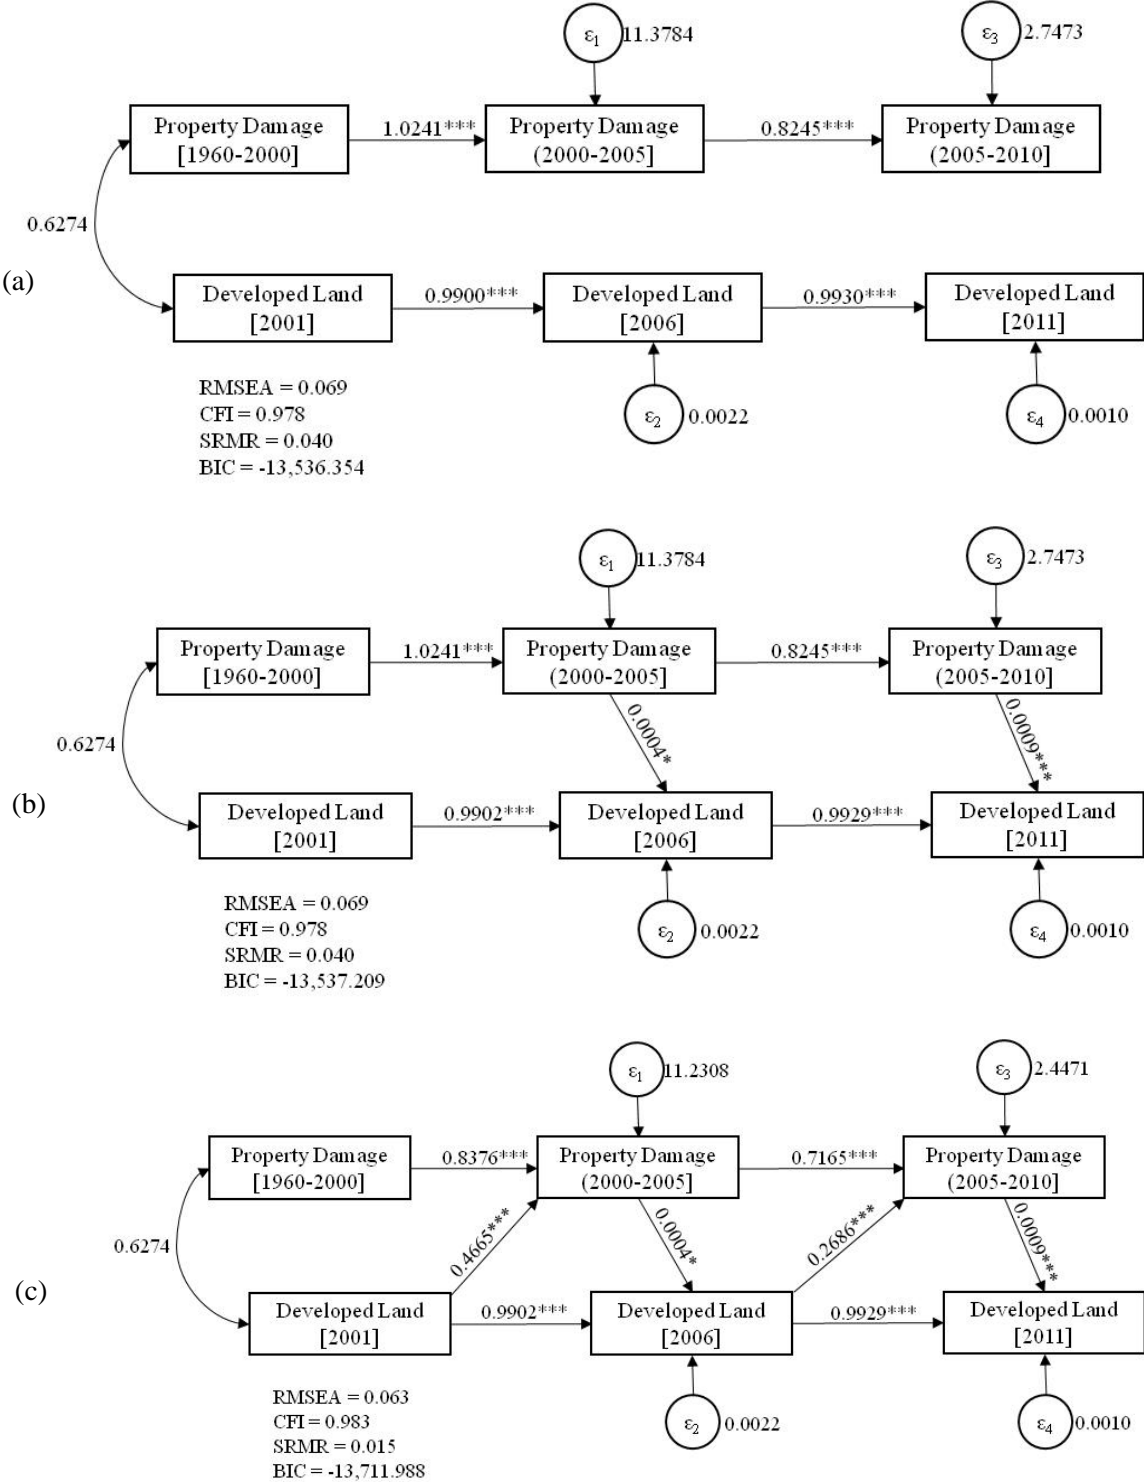 ε1
11.3784
ε3
2.7473
Property Damage
[1960-2000]
1.0241***
Property Damage
(2000-2005]
0.8245***
Property Damage
(2005-2010]
0.6274
(a)
Developed Land
[2001]
0.9900***
Developed Land
[2006]
0.9930***
Developed Land
[2011]
RMSEA = 0.069
CFI = 0.978
SRMR = 0.040
BIC = -13,536.354
ε2
0.0022
ε4
0.0010
ε1
11.3784
ε3
2.7473
Property Damage
[1960-2000]
1.0241***
Property Damage
(2000-2005]
0.8245***
Property Damage
(2005-2010]
0.0004*
0.0009***
0.6274
(b)
Developed Land
[2001]
0.9902***
Developed Land
[2006]
0.9929***
Developed Land
[2011]
RMSEA = 0.069
CFI = 0.978
SRMR = 0.040
BIC = -13,537.209
ε2
0.0022
ε4
0.0010
ε1
11.2308
ε3
2.4471
Property Damage
[1960-2000]
0.8376***
Property Damage
(2000-2005]
0.7165***
Property Damage
(2005-2010]
0.4665***
0.0004*
0.2686***
0.0009***
0.6274
(c)
Developed Land
[2001]
0.9902***
Developed Land
[2006]
0.9929***
Developed Land
[2011]
RMSEA = 0.063
CFI = 0.983
SRMR = 0.015
BIC = -13,711.988
ε2
0.0022
ε4
0.0010